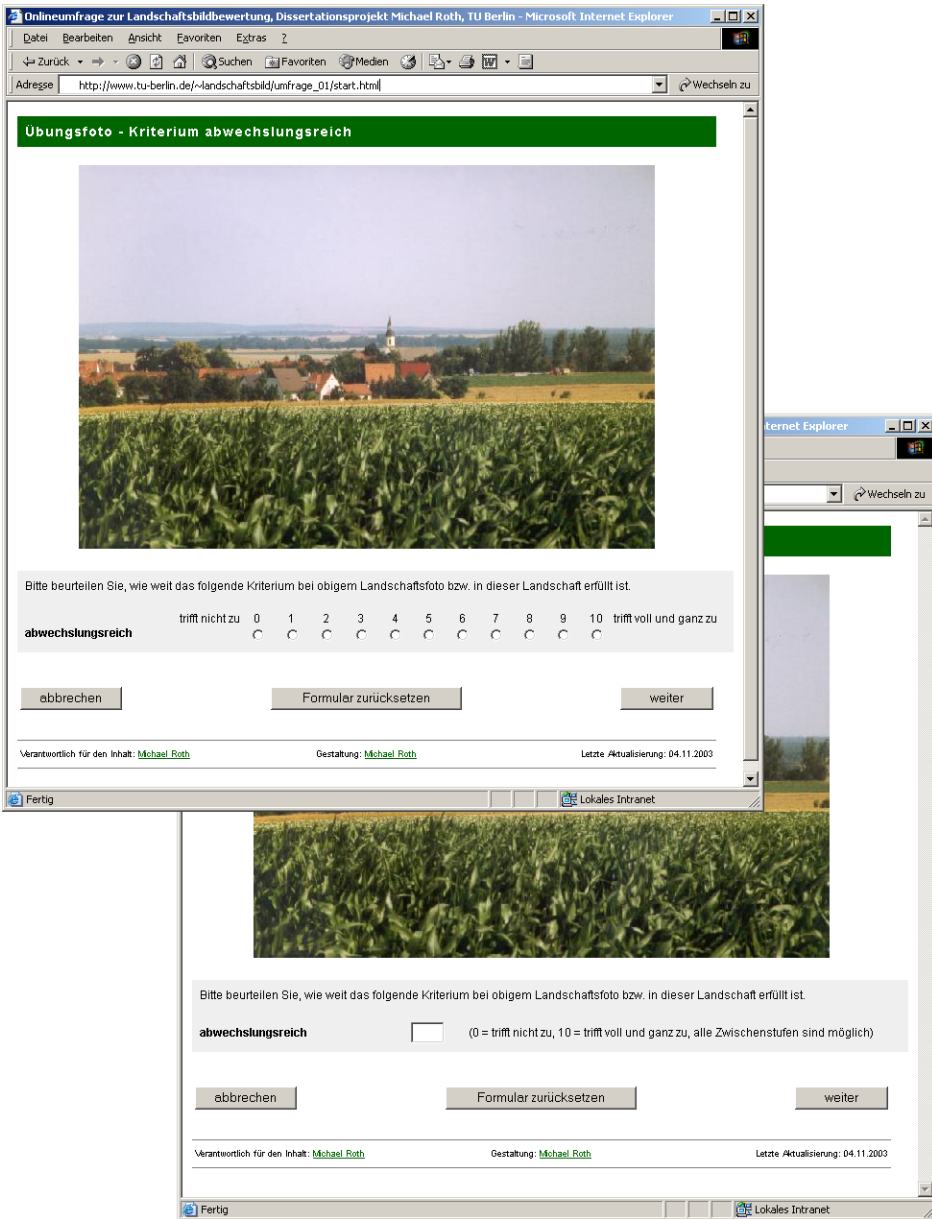 Onlineumfrage zur Landschaftsbildbewertung, Dissertationsprojekt Michael Roth, TU Berlin - Microsoft Internet Explorer
Datei Bearbeiten Ansicht Favoriten Extras ?
Zurück Suchen Favoriten Medien
Adresse http://www.tu-berlin.de/~landschaftsbild/umfrage_01/start.html Wechseln zu
Übungsfoto - Kriterium abwechslungsreich
Bitte beurteilen Sie, wie weit das folgende Kriterium bei obigem Landschaftsfoto bzw. in dieser Landschaft erfüllt ist.
trifft nicht zu 0 1 2 3 4 5 6 7 8 9 10 trifft voll und ganz zu
abwechslungsreich
abbrechen Formular zurücksetzen weiter
Verantwortlich für den Inhalt: Michael Roth Gestaltung: Michael Roth Letzte Aktualisierung: 04.11.2003
Fertig Lokales Intranet
Internet Explorer
Wechseln zu
Bitte beurteilen Sie, wie weit das folgende Kriterium bei obigem Landschaftsfoto bzw. in dieser Landschaft erfüllt ist.
abwechslungsreich (0 = trifft nicht zu, 10 = trifft voll und ganz zu, alle Zwischenstufen sind möglich)
abbrechen Formular zurücksetzen weiter
Verantwortlich für den Inhalt: Michael Roth Gestaltung: Michael Roth Letzte Aktualisierung: 04.11.2003
Fertig Lokales Intranet